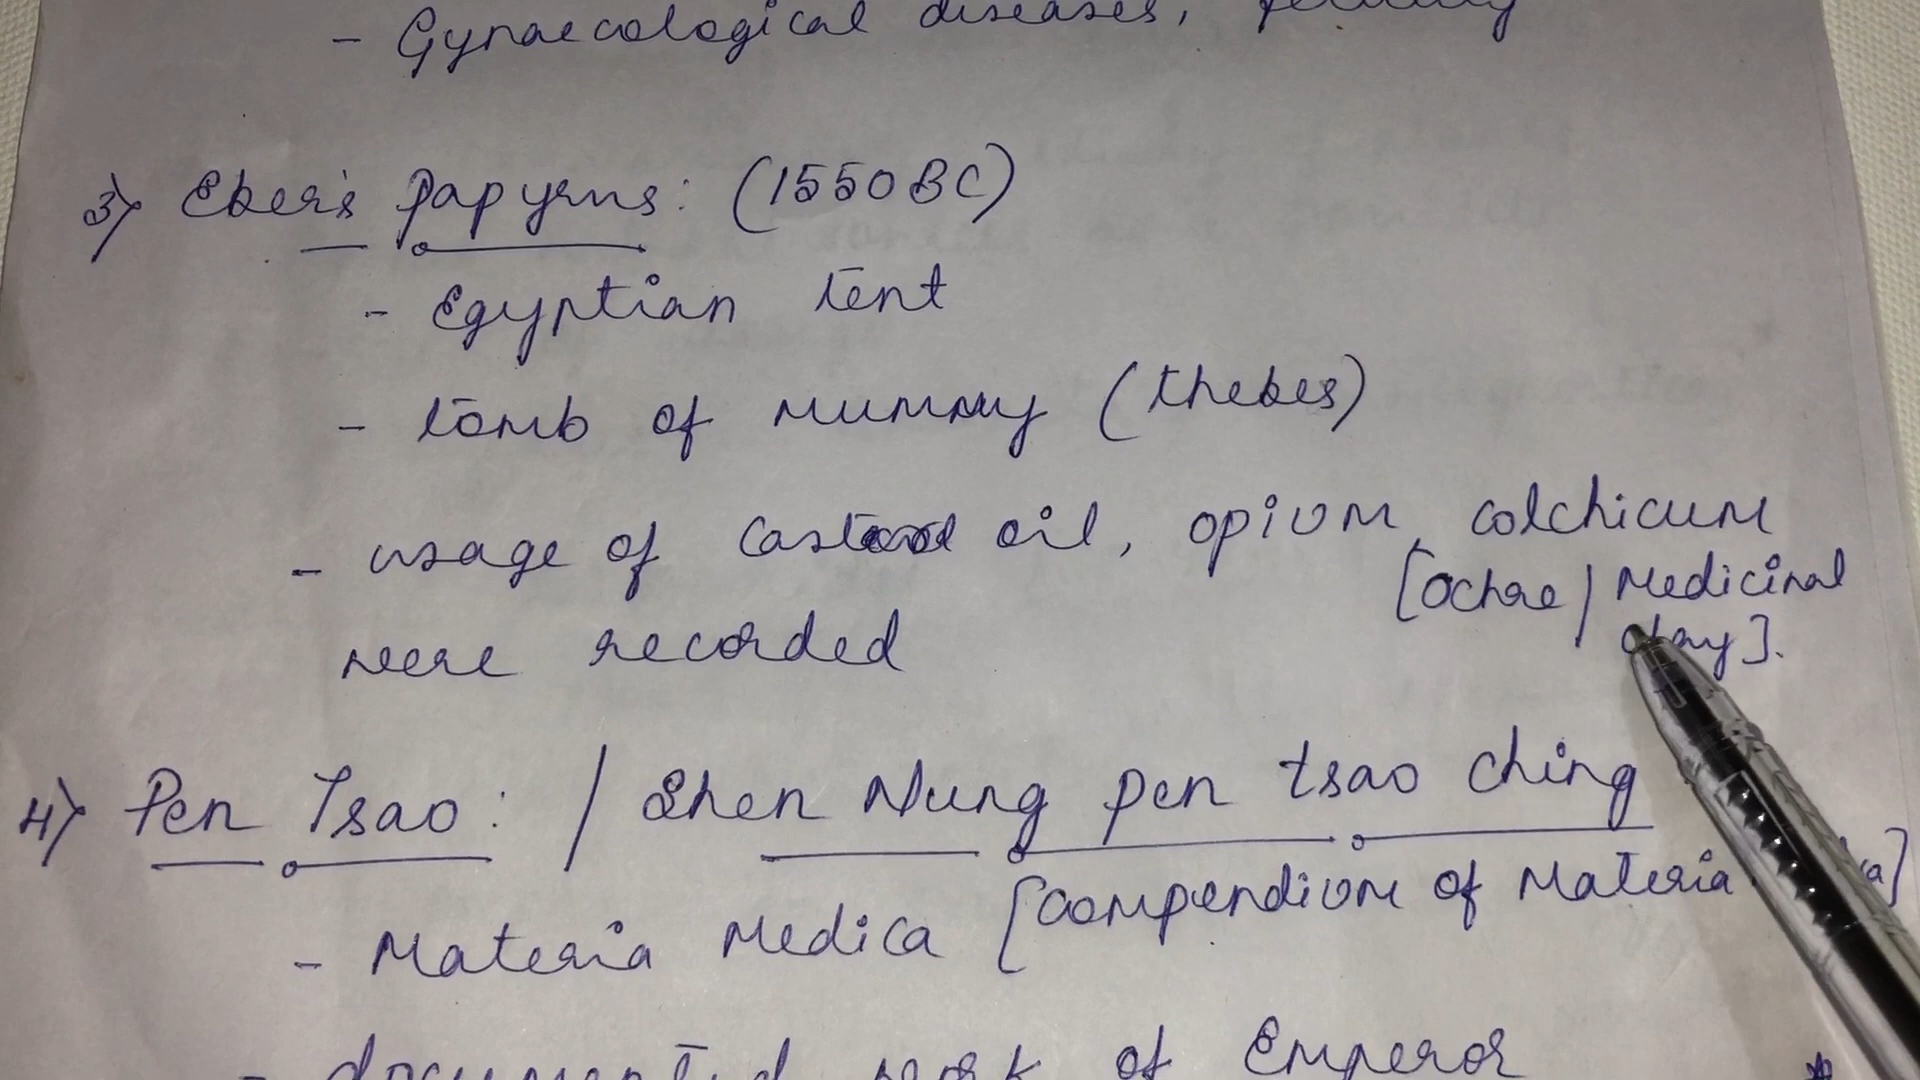 - Gynaecological diseases,
3) Eber's Papyrus: (1550 BC)
- Egyptian tent
- tomb of mummy (thebes)
- usage of castor oil, opium, colchicum
[Ochre / Medicinal
clay].
were recorded
4) Pen Tsao: / Shen Nung pen tsao ching
- Materia Medica [compendium of Materia
- documented work of Emperor